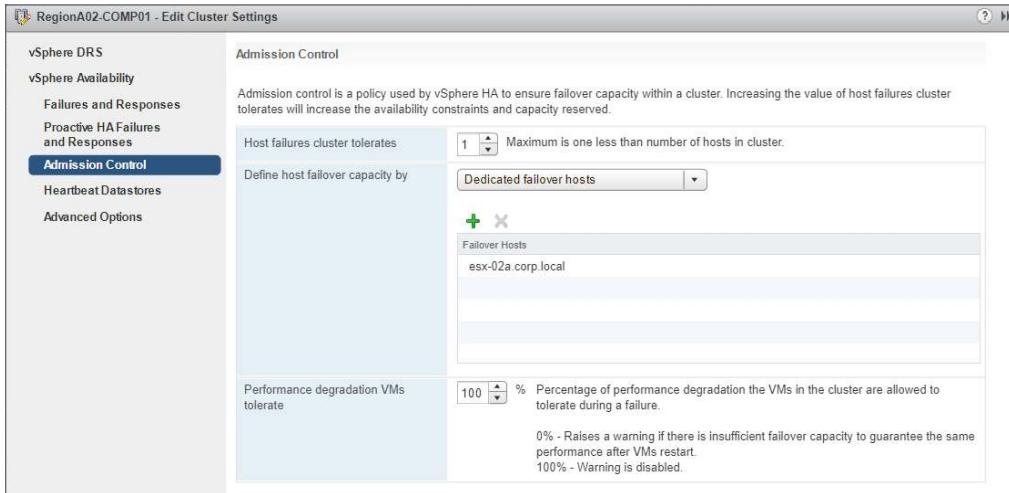 RegionA02-COMP01 - Edit Cluster Settings
?
vSphere DRS
vSphere Availability
Failures and Responses
Proactive HA Failures
and Responses
Admission Control
Heartbeat Datastores
Advanced Options
Admission Control
Admission control is a policy used by vSphere HA to ensure failover capacity within a cluster. Increasing the value of host failures cluster
tolerates will increase the availability constraints and capacity reserved.
Host failures cluster tolerates
1 Maximum is one less than number of hosts in cluster.
Define host failover capacity by
Dedicated failover hosts
Failover Hosts
esx-02a.corp.local
Performance degradation VMs
tolerate
100 % Percentage of performance degradation the VMs in the cluster are allowed to
tolerate during a failure.
0% - Raises a warning if there is insufficient failover capacity to guarantee the same
performance after VMs restart.
100% - Warning is disabled.